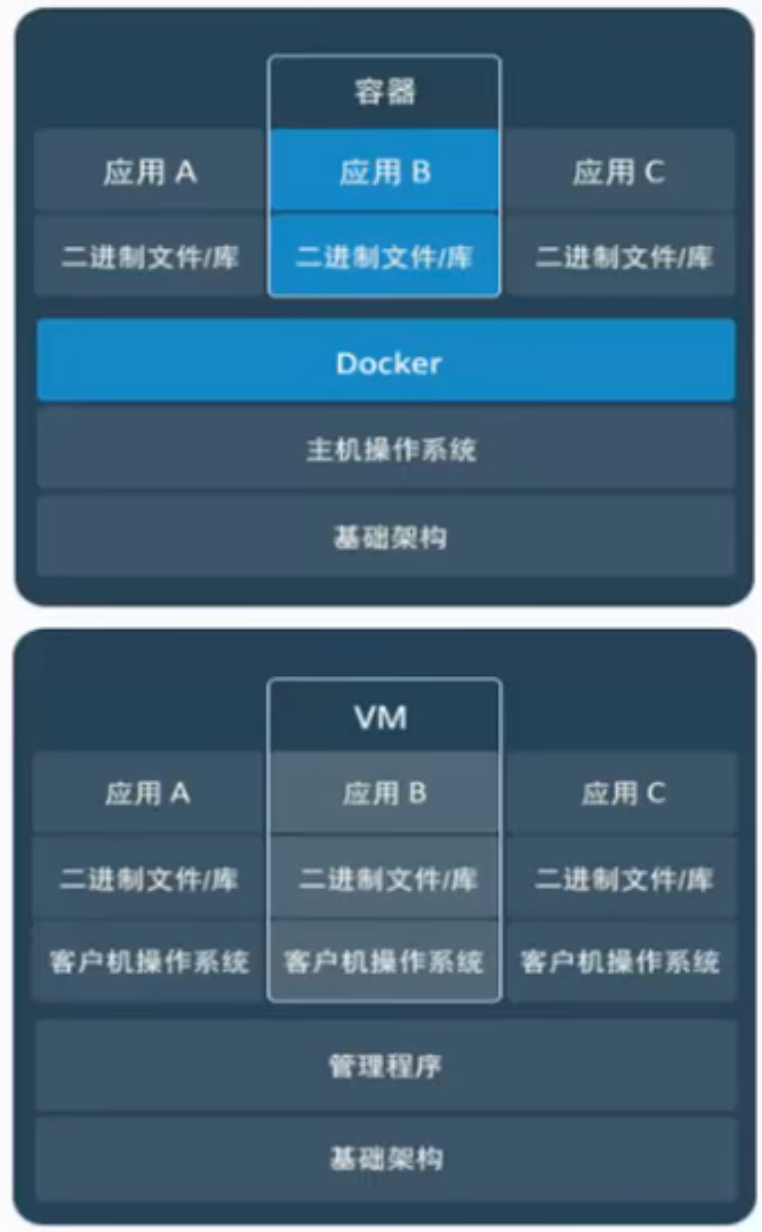 容器
应用 A 应用 B 应用 C
二进制文件/库 二进制文件/库 二进制文件/库
Docker
主机操作系统
基础架构
VM
应用 A 应用 B 应用 C
二进制文件/库 二进制文件/库 二进制文件/库
客户机操作系统 客户机操作系统 客户机操作系统
管理程序
基础架构